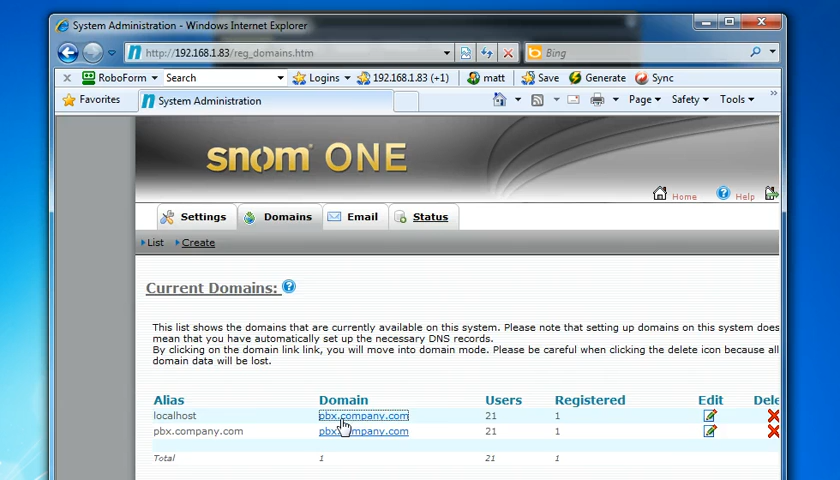 System Administration - Windows Internet Explorer
http://192.168.1.83/reg_domains.htm
Bing
RoboForm
Search
Logins
192.168.1.83 (+1)
matt
Save
Generate
Sync
Favorites
System Administration
Page
Safety
Tools
snom ONE
Home
Help
Settings
Domains
Email
Status
List
Create
Current Domains:
This list shows the domains that are currently available on this system. Please note that setting up domains on this system does
mean that you have automatically set up the necessary DNS records.
By clicking on the domain link link, you will move into domain mode. Please be careful when clicking the delete icon because all
domain data will be lost.
Alias Domain Users Registered Edit Dele
localhost pbx.company.com 21 1
pbx.company.com pbx.company.com 21 1
Total 1 21 1